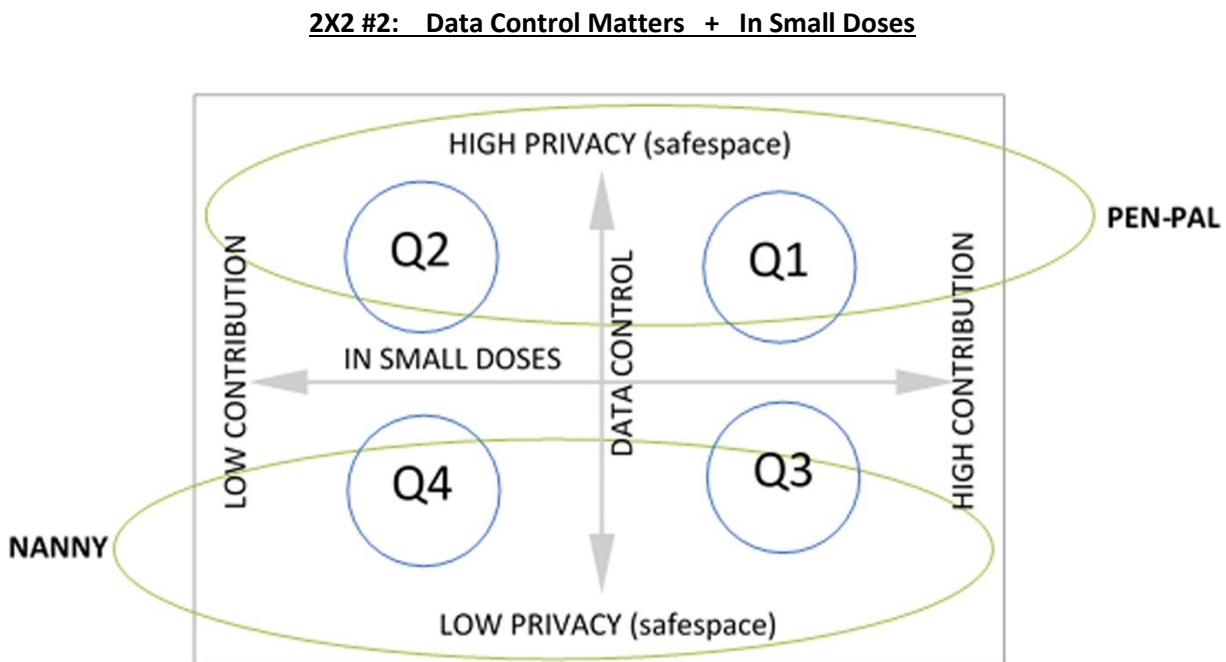 2X2 #2: Data Control Matters + In Small Doses
HIGH PRIVACY (safespace)
PEN-PAL
Q2
Q1
LOW CONTRIBUTION
IN SMALL DOSES
DATA CONTROL
HIGH CONTRIBUTION
Q4
Q3
NANNY
LOW PRIVACY (safespace)